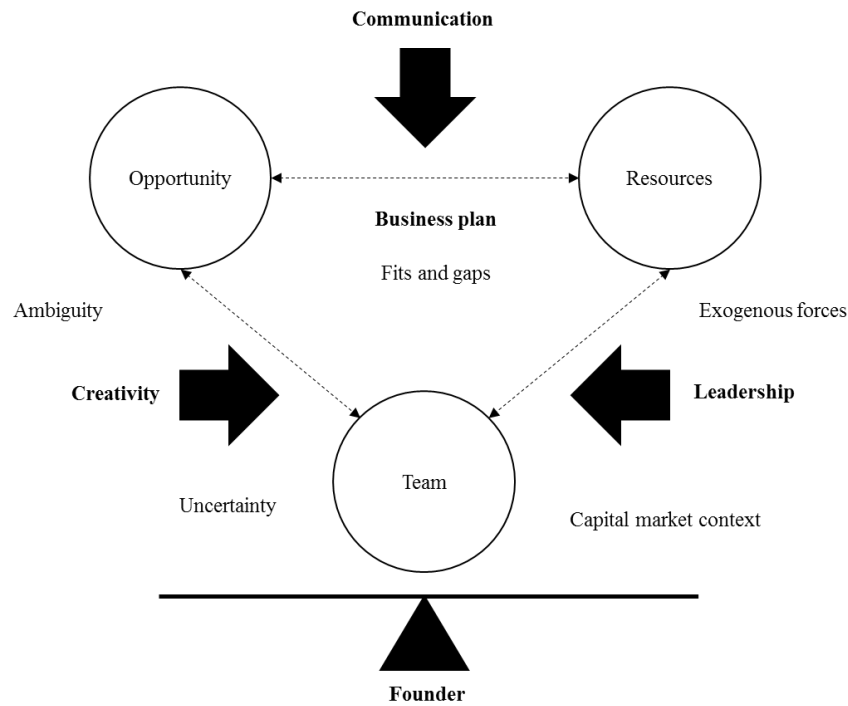 Communication
Opportunity
Resources
Business plan
Fits and gaps
Ambiguity
Exogenous forces
Creativity
Leadership
Team
Uncertainty
Capital market context
Founder